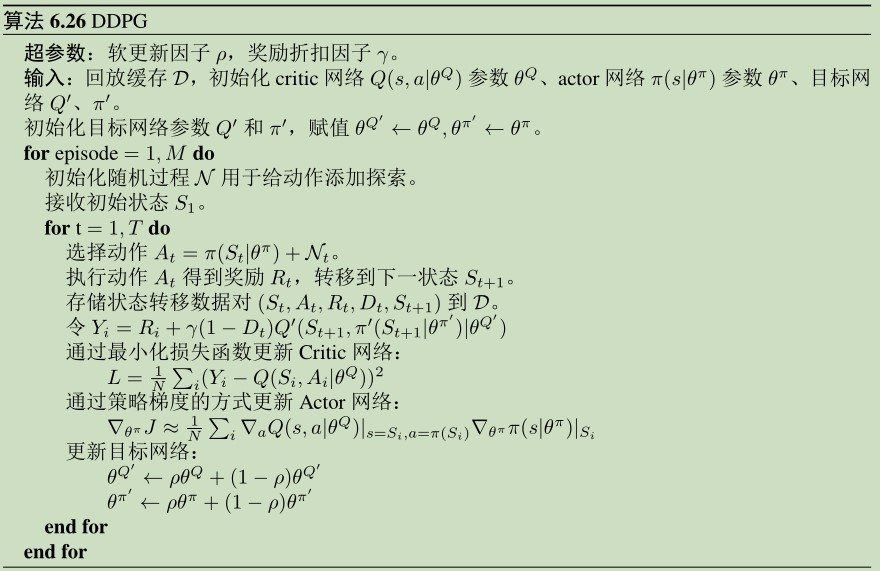 算法 6.26 DDPG
超参数：软更新因子 ρ，奖励折扣因子 γ。
输入：回放缓存 𝒟，初始化 critic 网络 Q(s, a|θ^Q) 参数 θ^Q、actor 网络 π(s|θ^π) 参数 θ^π、目标网
络 Q′、π′。
初始化目标网络参数 Q′ 和 π′，赋值 θ^{Q′} ← θ^Q, θ^{π′} ← θ^π。
for episode = 1, M do
初始化随机过程 𝒩 用于给动作添加探索。
接收初始状态 S_1。
for t = 1, T do
选择动作 A_t = π(S_t|θ^π) + 𝒩_t。
执行动作 A_t 得到奖励 R_t，转移到下一状态 S_{t+1}。
存储状态转移数据对 (S_t, A_t, R_t, D_t, S_{t+1}) 到 𝒟。
令 Y_i = R_i + γ(1 − D_t)Q′(S_{t+1}, π′(S_{t+1}|θ^{π′})|θ^{Q′})
通过最小化损失函数更新 Critic 网络：
L = \frac{1}{N} ∑_i (Y_i − Q(S_i, A_i|θ^Q))^2
通过策略梯度的方式更新 Actor 网络：
∇_{θ^π} J ≈ \frac{1}{N} ∑_i ∇_a Q(s, a|θ^Q)|_{s=S_i,a=π(S_i)} ∇_{θ^π} π(s|θ^π)|_{S_i}
更新目标网络：
θ^{Q′} ← ρθ^Q + (1 − ρ)θ^{Q′}
θ^{π′} ← ρθ^π + (1 − ρ)θ^{π′}
end for
end for